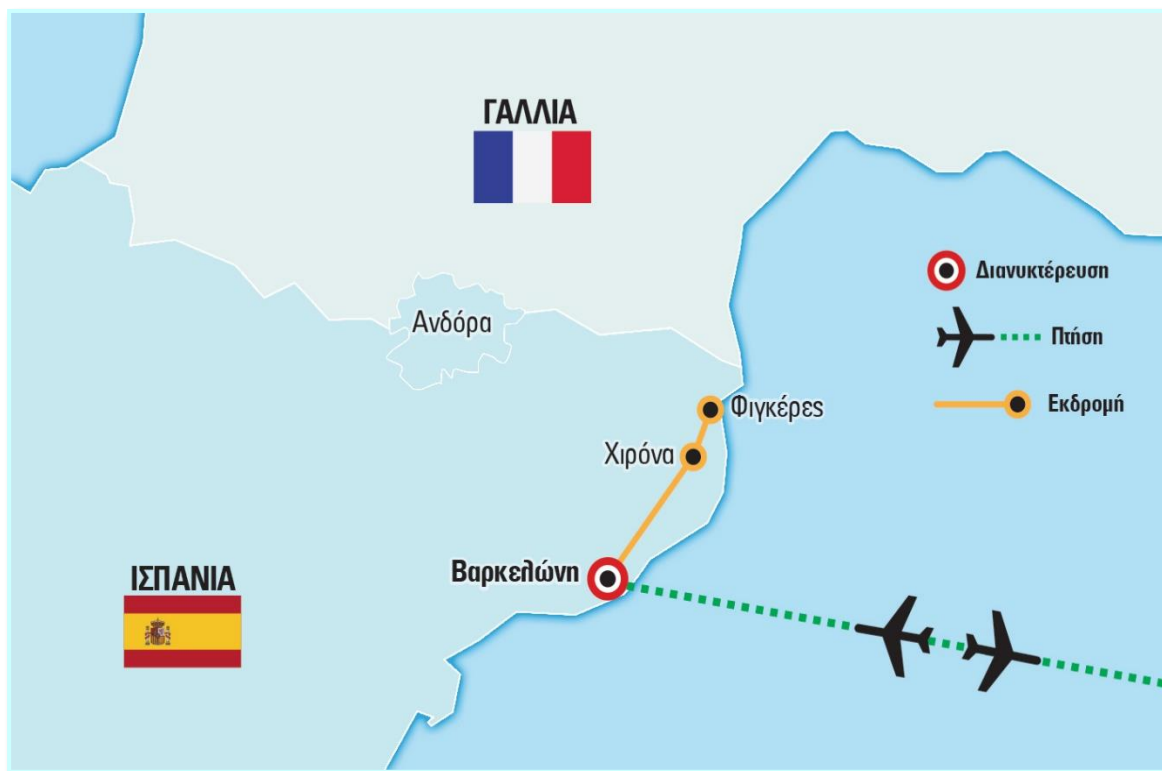 ΓΑΛΛΙΑ
Διανυκτέρευση
Ανδόρα
Πτήση
Φιγκέρες
Εκδρομή
Χιρόνα
Βαρκελώνη
ΙΣΠΑΝΙΑ